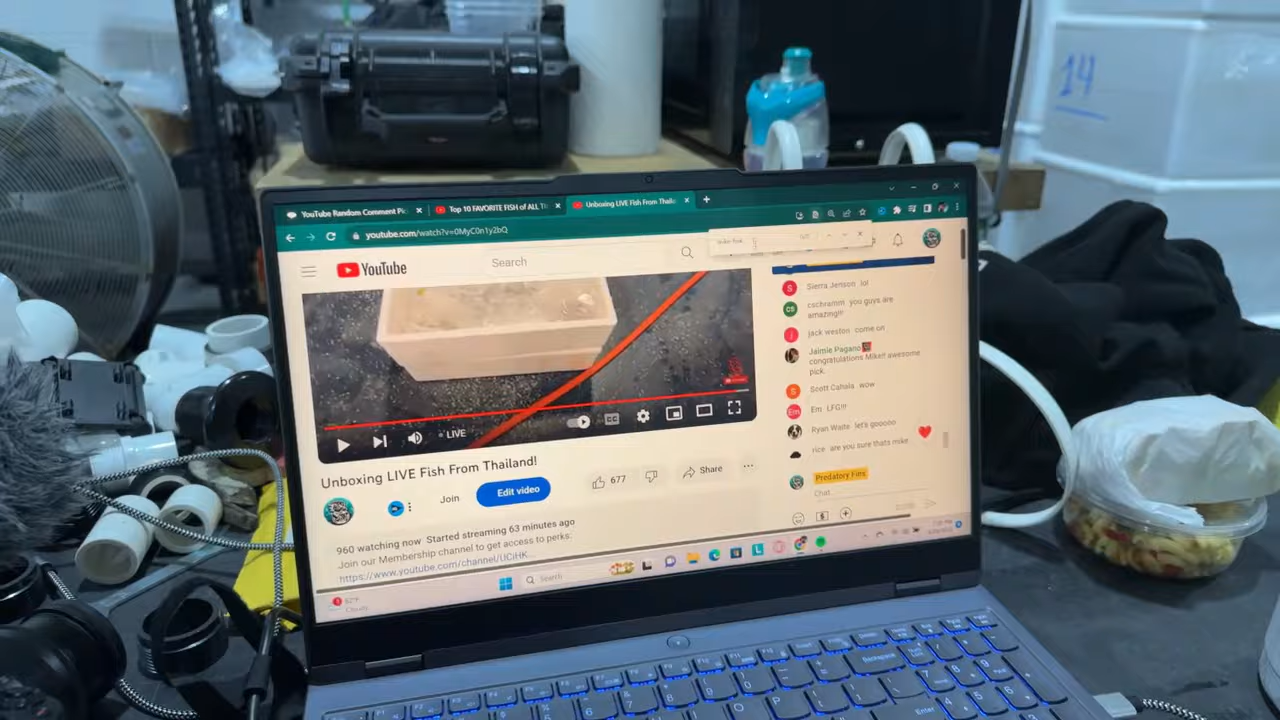 14
YouTube Random Comment Pi
Top 10 FAVORITE FISH of ALL T
Unboxing LIVE Fish From Thaila
youtube.com/watch?v=0MyC0n1y2bQ
YouTube
Search
Sierra Jenson lol
cschramm you guys are
amazing!!!
jack weston come on
Jaimie Pagano
congratulations Mike!! awesome
pick.
Scott Cahala wow
Em LFG!!!
Ryan Waite let's gooooo
rice are you sure thats mike
Predatory Fins
Chat...
LIVE
Unboxing LIVE Fish From Thailand!
Join
Edit video
677
Share
960 watching now Started streaming 63 minutes ago
Join our Membership channel to get access to perks:
https://www.youtube.com/channel/UCiHK...
Search